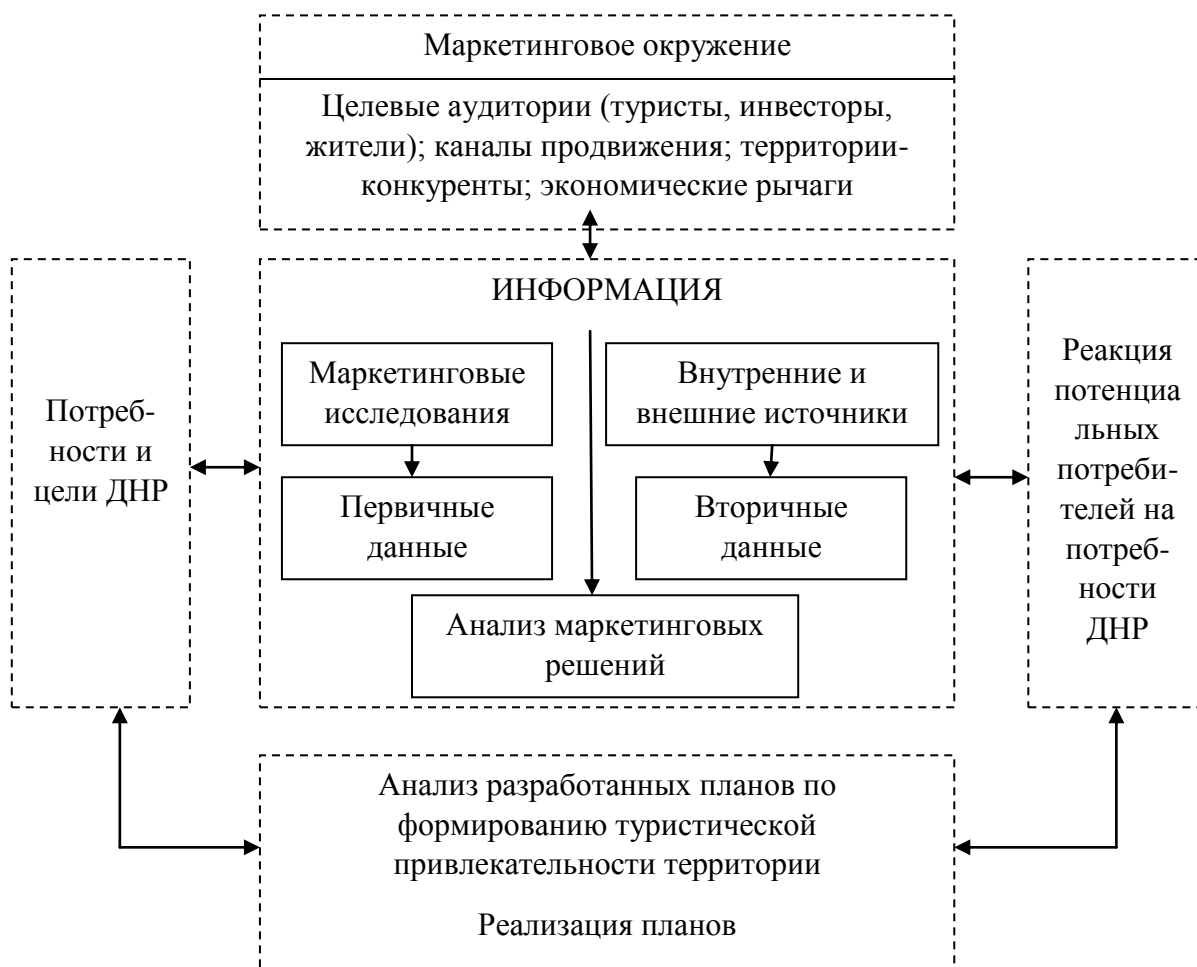 Маркетинговое окружение
Целевые аудитории (туристы, инвесторы,
жители); каналы продвижения; территории-
конкуренты; экономические рычаги
Потреб-
ности и
цели ДНР
ИНФОРМАЦИЯ
Маркетинговые
исследования
Первичные
данные
Внутренние и
внешние источники
Вторичные
данные
Анализ маркетинговых
решений
Реакция
потенциа
льных
потреби-
телей на
потреб-
ности
ДНР
Анализ разработанных планов по
формированию туристической
привлекательности территории
Реализация планов